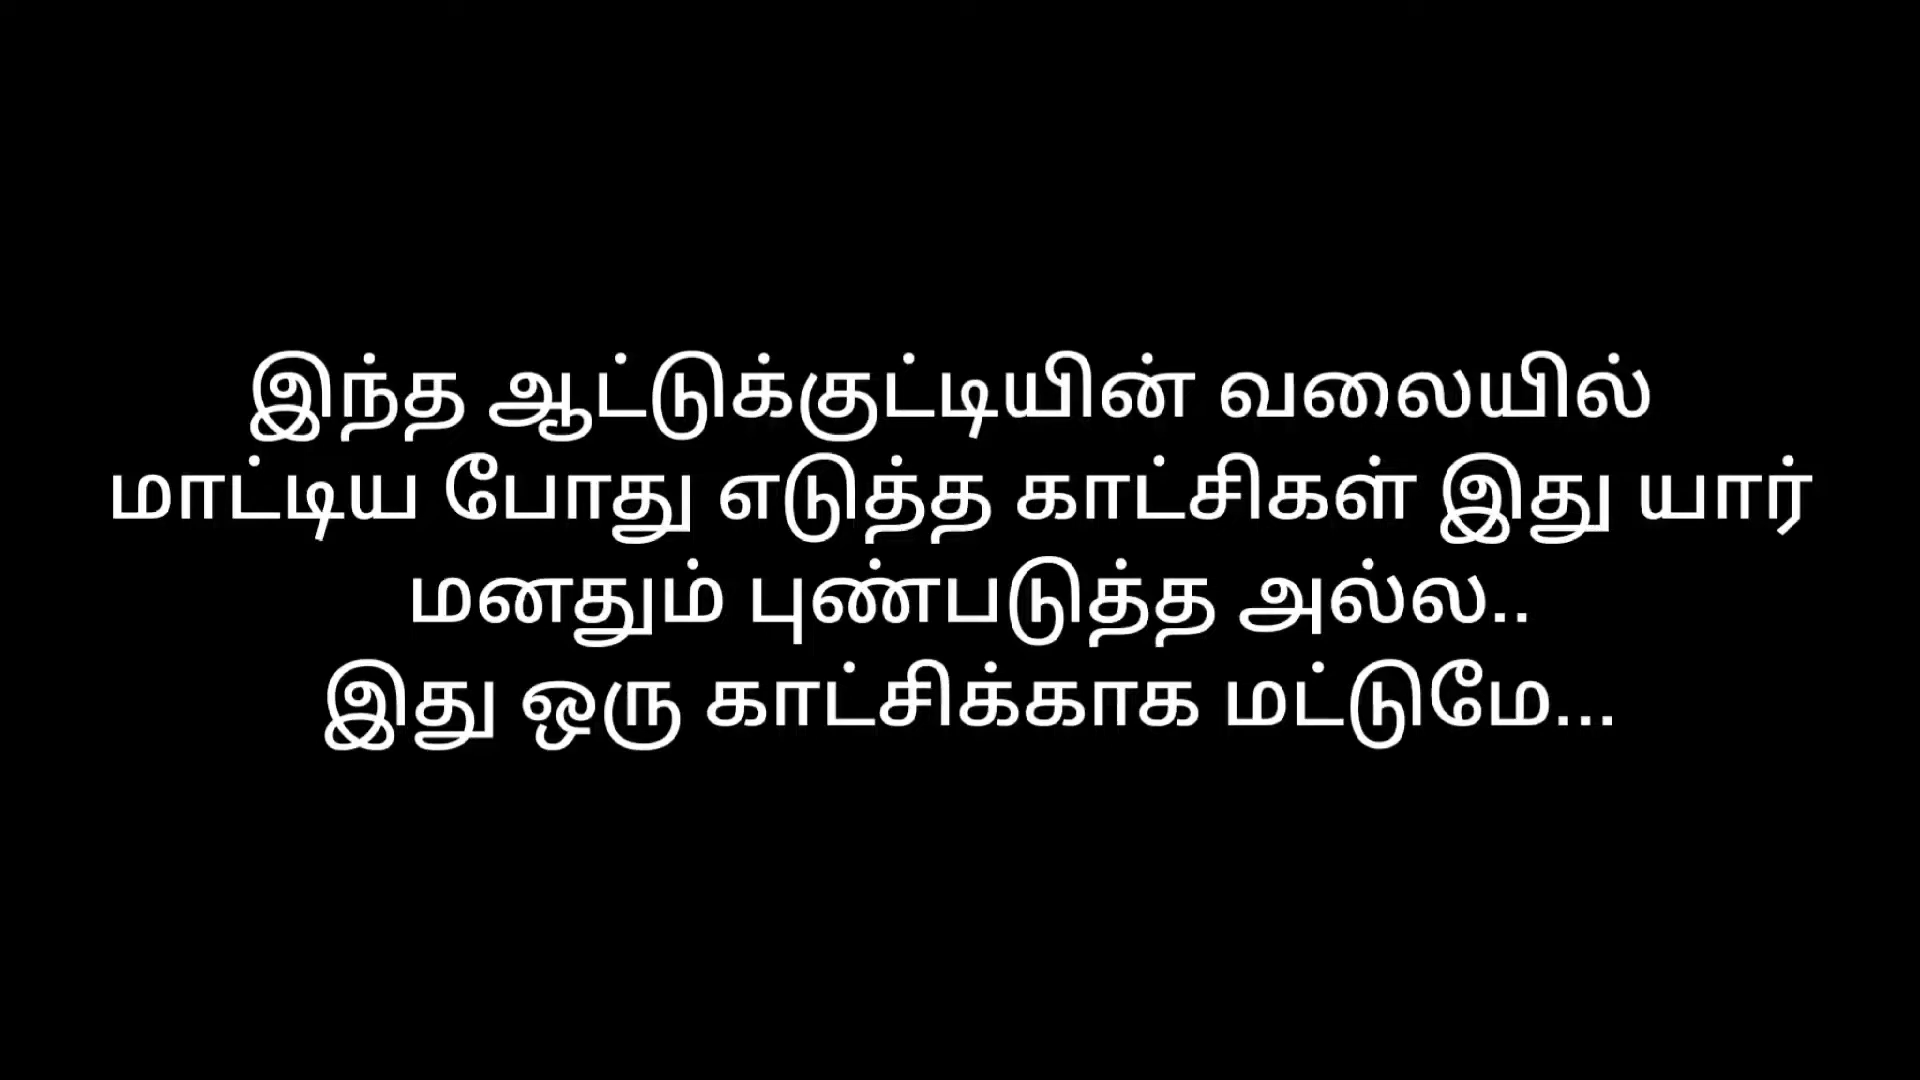 இந்த ஆட்டுக்குட்டியின் வலையில்
மாட்டிய போது எடுத்த காட்சிகள் இது யார்
மனதும் புண்படுத்த அல்ல..
இது ஒரு காட்சிக்காக மட்டுமே...